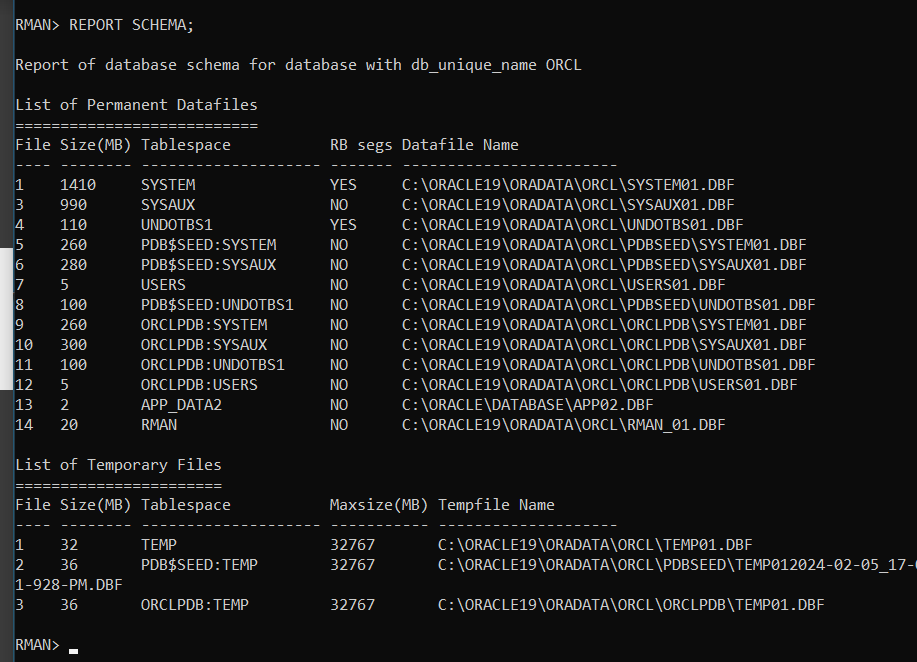 RMAN> REPORT SCHEMA;
Report of database schema for database with db_unique_name ORCL
List of Permanent Datafiles
===========================
File Size(MB) Tablespace           RB segs Datafile Name
---- -------- -------------------- ------- ------------------------
1    1410     SYSTEM               YES     C:\ORACLE19\ORADATA\ORCL\SYSTEM01.DBF
3    990      SYSAUX               NO      C:\ORACLE19\ORADATA\ORCL\SYSAUX01.DBF
4    110      UNDOTBS1             YES     C:\ORACLE19\ORADATA\ORCL\UNDOTBS01.DBF
5    260      PDB$SEED:SYSTEM      NO      C:\ORACLE19\ORADATA\ORCL\PDBSEED\SYSTEM01.DBF
6    280      PDB$SEED:SYSAUX      NO      C:\ORACLE19\ORADATA\ORCL\PDBSEED\SYSAUX01.DBF
7    5        USERS                NO      C:\ORACLE19\ORADATA\ORCL\USERS01.DBF
8    100      PDB$SEED:UNDOTBS1    NO      C:\ORACLE19\ORADATA\ORCL\PDBSEED\UNDOTBS01.DBF
9    260      ORCLPDB:SYSTEM       NO      C:\ORACLE19\ORADATA\ORCL\ORCLPDB\SYSTEM01.DBF
10   300      ORCLPDB:SYSAUX       NO      C:\ORACLE19\ORADATA\ORCL\ORCLPDB\SYSAUX01.DBF
11   100      ORCLPDB:UNDOTBS1     NO      C:\ORACLE19\ORADATA\ORCL\ORCLPDB\UNDOTBS01.DBF
12   5        ORCLPDB:USERS        NO      C:\ORACLE19\ORADATA\ORCL\ORCLPDB\USERS01.DBF
13   2        APP_DATA2            NO      C:\ORACLE\DATABASE\APP02.DBF
14   20       RMAN                 NO      C:\ORACLE19\ORADATA\ORCL\RMAN_01.DBF
List of Temporary Files
=======================
File Size(MB) Tablespace           Maxsize(MB) Tempfile Name
---- -------- -------------------- ----------- --------------------
1    32       TEMP                 32767       C:\ORACLE19\ORADATA\ORCL\TEMP01.DBF
2    36       PDB$SEED:TEMP        32767       C:\ORACLE19\ORADATA\ORCL\PDBSEED\TEMP012024-02-05_17-
1-928-PM.DBF
3    36       ORCLPDB:TEMP         32767       C:\ORACLE19\ORADATA\ORCL\ORCLPDB\TEMP01.DBF
RMAN>